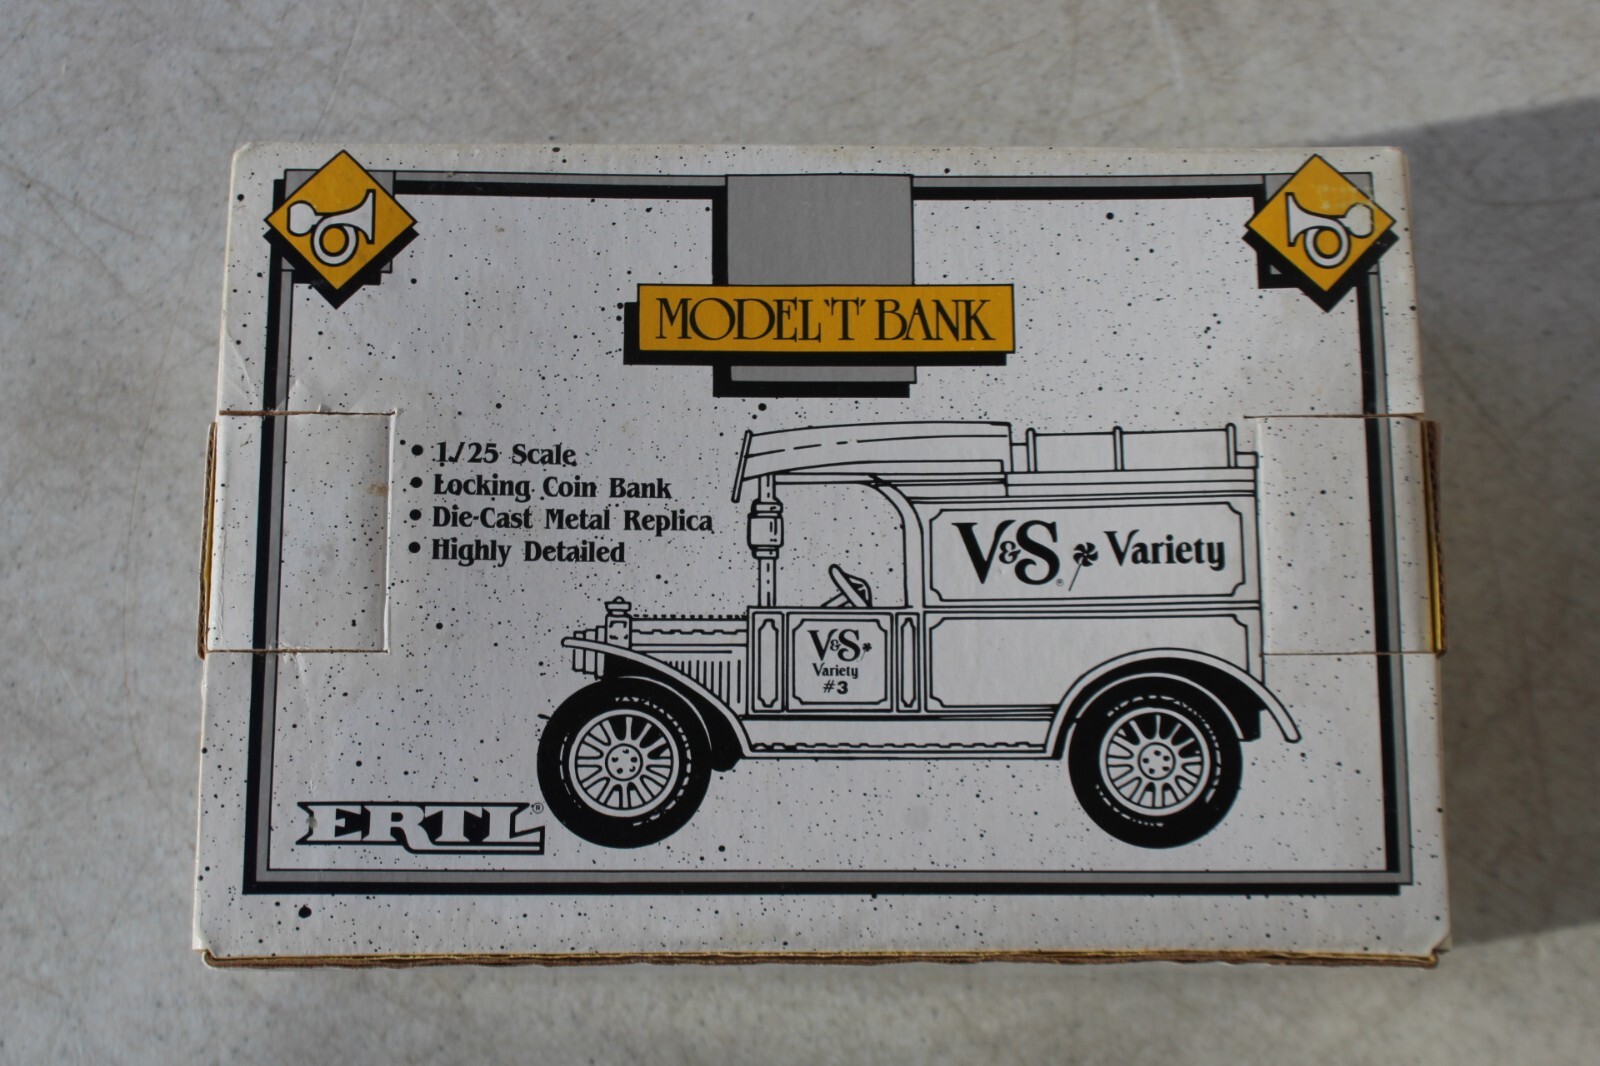 MODEL 'T' BANK
• 1/25 Scale
• Locking Coin Bank
• Die-Cast Metal Replica
• Highly Detailed
V&S® Variety
V&S
Variety
#3
ERTL®